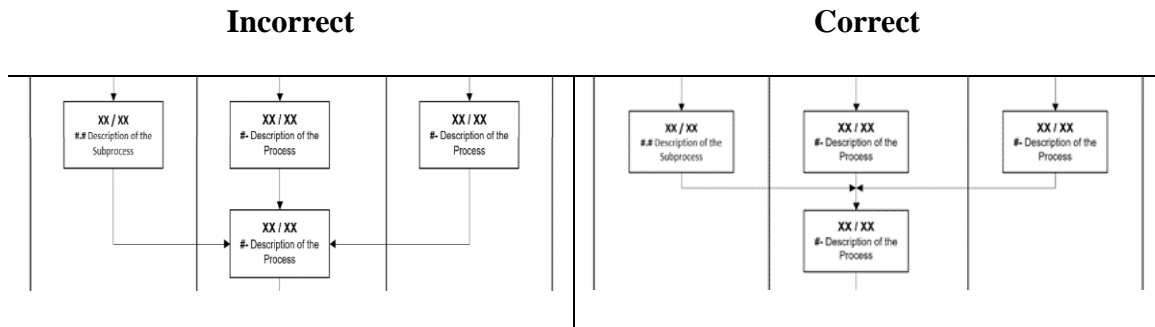 Incorrect
XX / XX
#.# Description of the
Subprocess
XX / XX
#- Description of the
Process
XX / XX
#- Description of the
Process
XX / XX
#- Description of the
Process
Correct
XX / XX
#.# Description of the
Subprocess
XX / XX
#- Description of the
Process
XX / XX
#- Description of the
Process
XX / XX
#- Description of the
Process